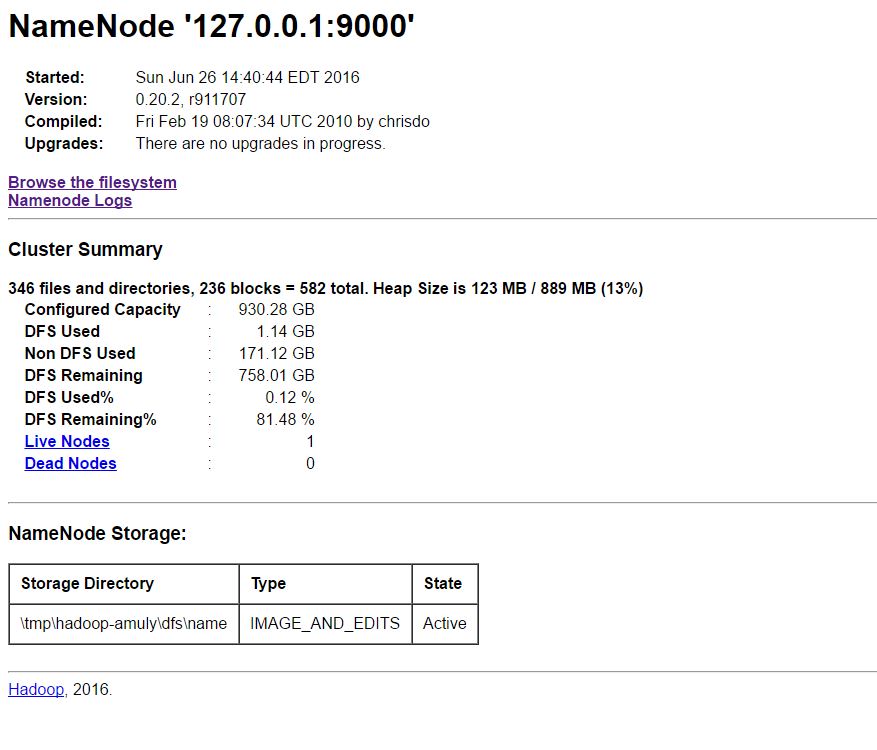 NameNode '127.0.0.1:9000'
Started: Sun Jun 26 14:40:44 EDT 2016
Version: 0.20.2, r911707
Compiled: Fri Feb 19 08:07:34 UTC 2010 by chrisdo
Upgrades: There are no upgrades in progress.
Browse the filesystem
Namenode Logs
Cluster Summary
346 files and directories, 236 blocks = 582 total. Heap Size is 123 MB / 889 MB (13%)
Configured Capacity : 930.28 GB
DFS Used : 1.14 GB
Non DFS Used : 171.12 GB
DFS Remaining : 758.01 GB
DFS Used% : 0.12 %
DFS Remaining% : 81.48 %
Live Nodes : 1
Dead Nodes : 0
NameNode Storage:
Storage Directory Type State
\tmp\hadoop-amuly\dfs\name IMAGE_AND_EDITS Active
Hadoop, 2016.